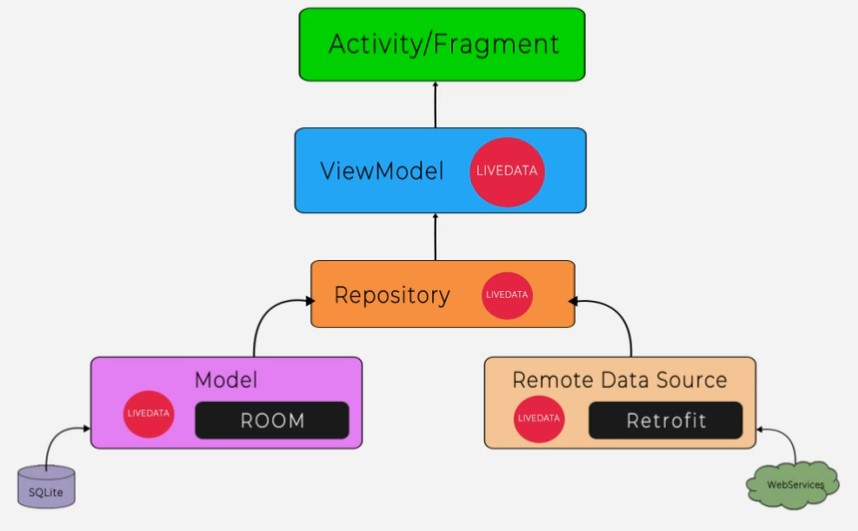 Activity/Fragment
ViewModel
LIVEDATA
Repository
LIVEDATA
Model
LIVEDATA
ROOM
Remote Data Source
LIVEDATA
Retrofit
SQLite
WebServices